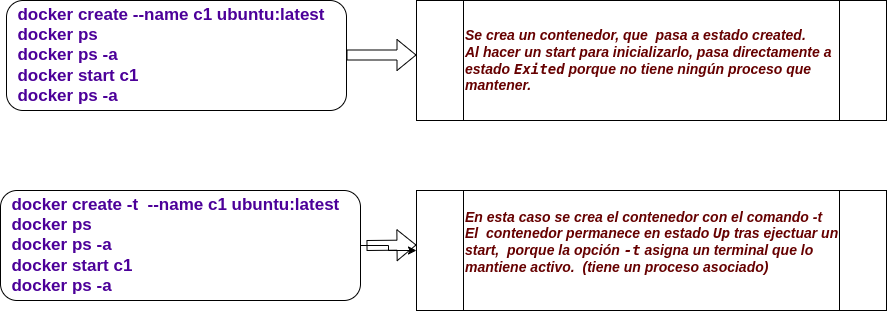 docker create --name c1 ubuntu:latest
docker ps
docker ps -a
docker start c1
docker ps -a
Se crea un contenedor, que pasa a estado created.
Al hacer un start para inicializarlo, pasa directamente a
estado Exited porque no tiene ningún proceso que
mantener.
docker create -t --name c1 ubuntu:latest
docker ps
docker ps -a
docker start c1
docker ps -a
En esta caso se crea el contenedor con el comando -t
El contenedor permanece en estado Up tras ejectuar un
start, porque la opción -t asigna un terminal que lo
mantiene activo. (tiene un proceso asociado)